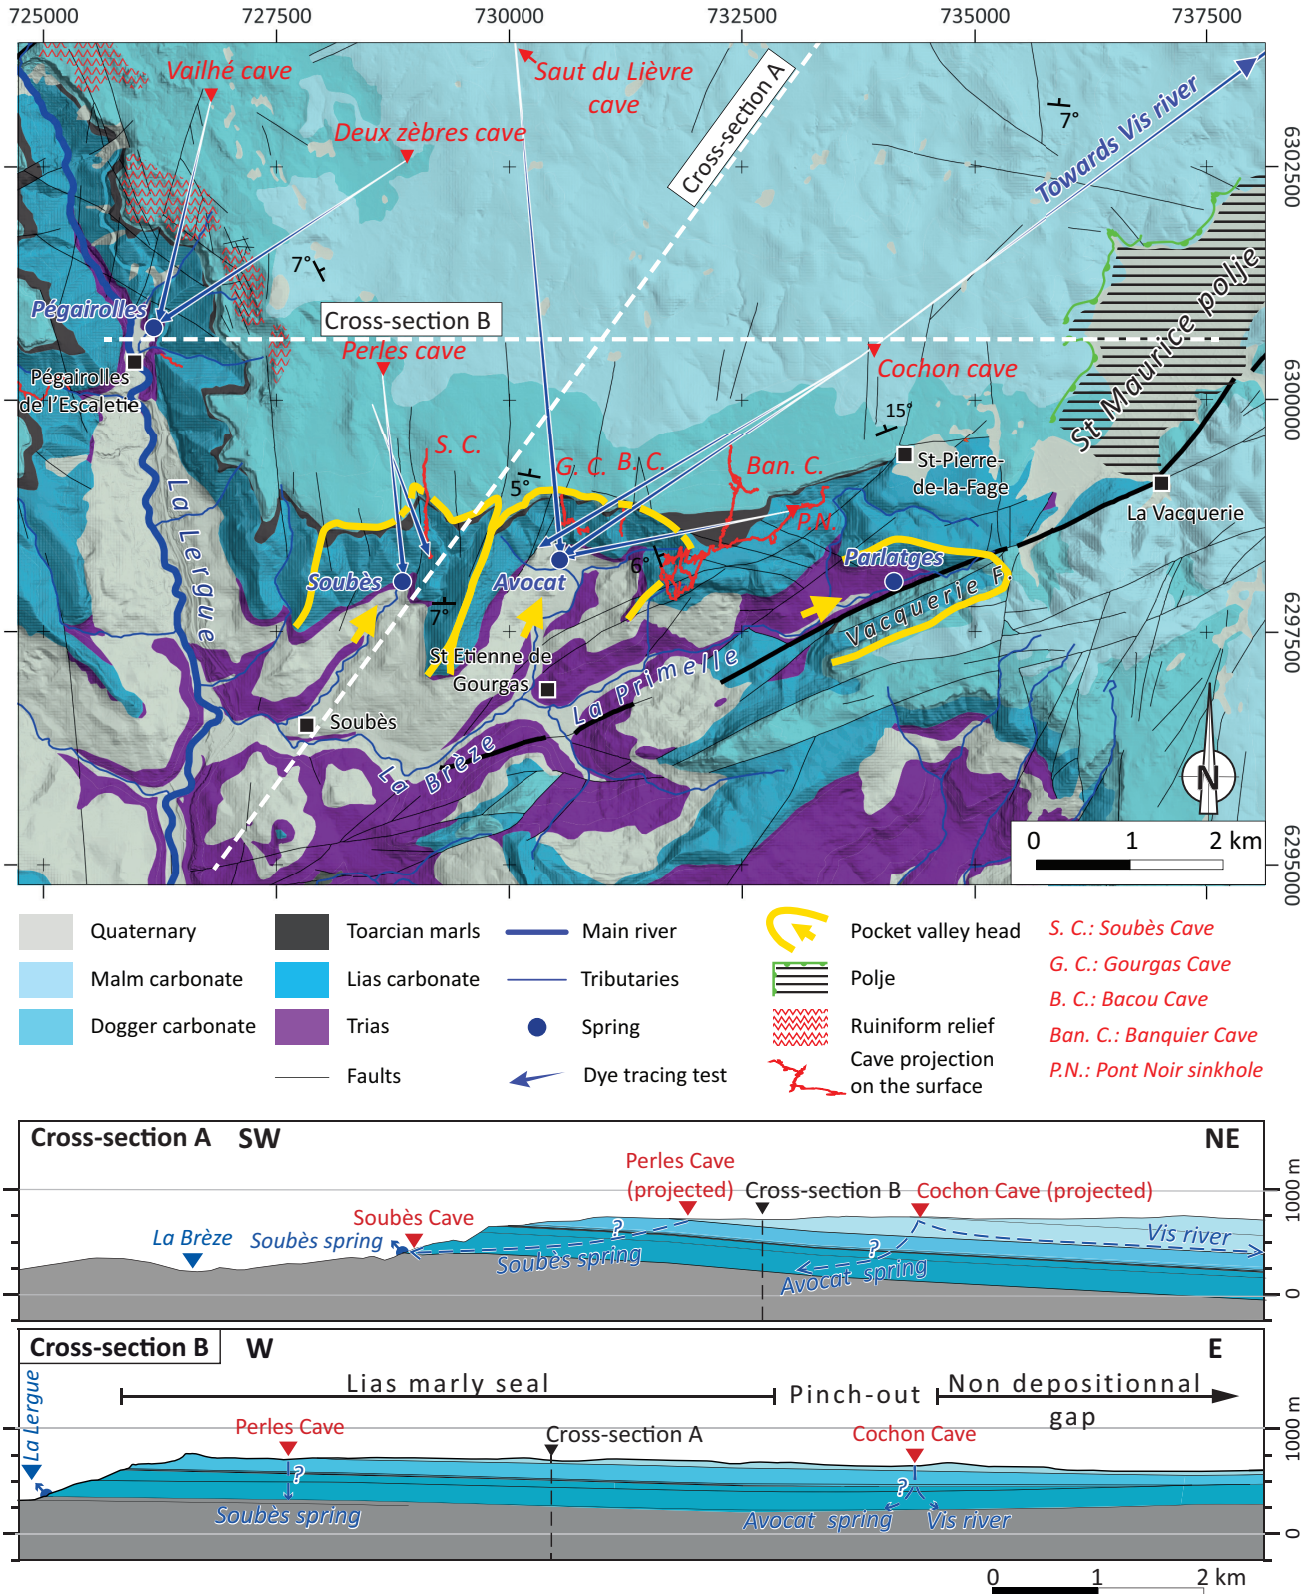 725000 727500 730000 732500 735000 737500
Vailhé cave
Saut du Lièvre
cave
Cross-section A
Deux zèbres cave
7°
Towards Vis river
6302500
7°
Pégairolles
Cross-section B
Perles cave
St Maurice polje
Cochon cave
Pégairolles
de l'Escalette
6300000
15°
S. C.
G. C.
B. C.
Ban. C.
5°
St-Pierre-
de-la-Fage
La Vacquerie
P.N.
La Lergue
Soubès
Avocat
6°
Parlatges
7°
Vacquerie F.
6297500
St Etienne de
Gourgas
La Primelle
Soubès
La Brèze
N
0 1 2 km
6295000
Quaternary
Malm carbonate
Dogger carbonate
Toarcian marls
Lias carbonate
Trias
Faults
Main river
Tributaries
Spring
Dye tracing test
Pocket valley head
Polje
Ruiniform relief
Cave projection
on the surface
S. C.: Soubès Cave
G. C.: Gourgas Cave
B. C.: Bacou Cave
Ban. C.: Banquier Cave
P.N.: Pont Noir sinkhole
Cross-section A SW NE
Perles Cave
(projected)
Cross-section B
Cochon Cave (projected)
1000 m
Soubès Cave
La Brèze
Soubès spring
?
Soubès spring
?
Avocat spring
Vis river
0
Cross-section B W E
Lias marly seal
Pinch-out
Non depositionnal
gap
La Lergue
Perles Cave
Cross-section A
Cochon Cave
1000 m
?
?
Soubès spring
Avocat spring
Vis river
0
0 1 2 km